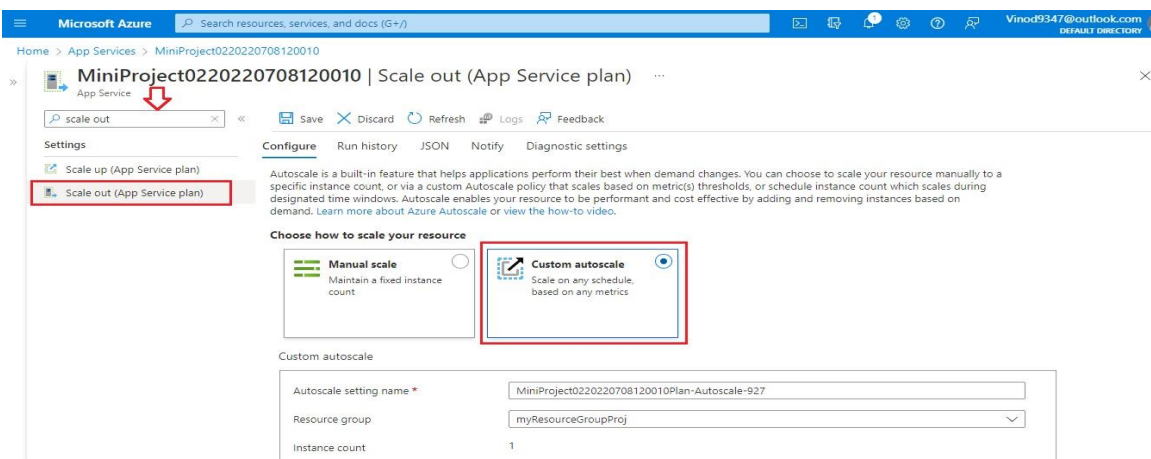 Microsoft Azure
Search resources, services, and docs (G+/)
1
Vinod9347@outlook.com
DEFAULT DIRECTORY
Home > App Services > MiniProject0220220708120010
MiniProject0220220708120010 | Scale out (App Service plan) ...
App Service
scale out
Save Discard Refresh Logs Feedback
Settings
Configure Run history JSON Notify Diagnostic settings
Scale up (App Service plan)
Scale out (App Service plan)
Autoscale is a built-in feature that helps applications perform their best when demand changes. You can choose to scale your resource manually to a
specific instance count, or via a custom Autoscale policy that scales based on metric(s) thresholds, or schedule instance count which scales during
designated time windows. Autoscale enables your resource to be performant and cost effective by adding and removing instances based on
demand. Learn more about Azure Autoscale or view the how-to video.
Choose how to scale your resource
Manual scale
Maintain a fixed instance
count
Custom autoscale
Scale on any schedule,
based on any metrics
Custom autoscale
Autoscale setting name * MiniProject0220220708120010Plan-Autoscale-927
Resource group myResourceGroupProj
Instance count 1